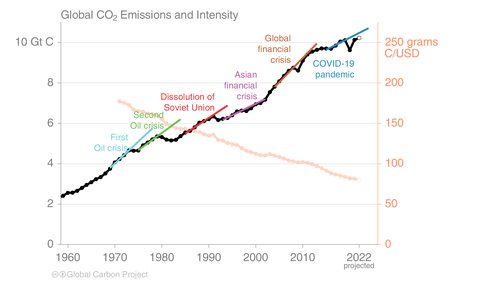 Global CO₂ Emissions and Intensity
10 Gt C
8
6
4
2
0
250 grams
C/USD
200
150
100
50
0
Global
financial
crisis
COVID-19
pandemic
Asian
financial
crisis
Dissolution of
Soviet Union
Second
Oil crisis
First
Oil crisis
1960 1970 1980 1990 2000 2010 2022
projected
Global Carbon Project